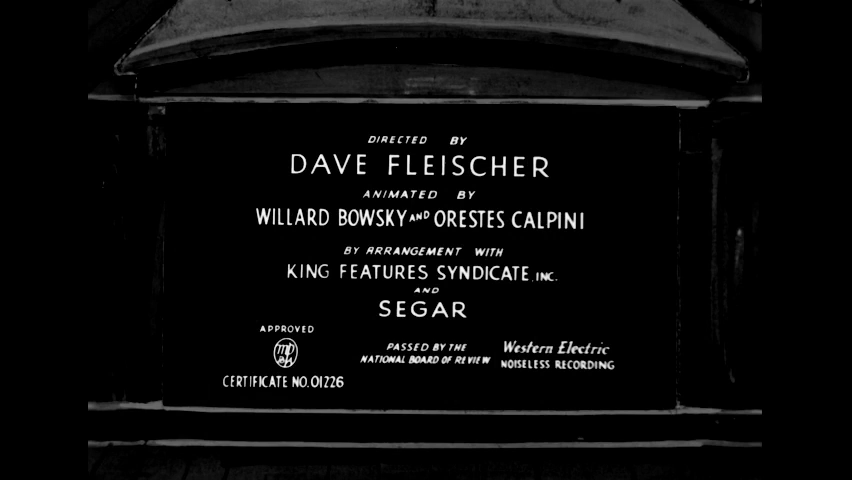 DIRECTED BY
DAVE FLEISCHER
ANIMATED BY
WILLARD BOWSKY AND ORESTES CALPINI
BY ARRANGEMENT WITH
KING FEATURES SYNDICATE, INC.
AND
SEGAR
APPROVED
MPPDA
CERTIFICATE NO. 01226
PASSED BY THE
NATIONAL BOARD OF REVIEW
Western Electric
NOISELESS RECORDING